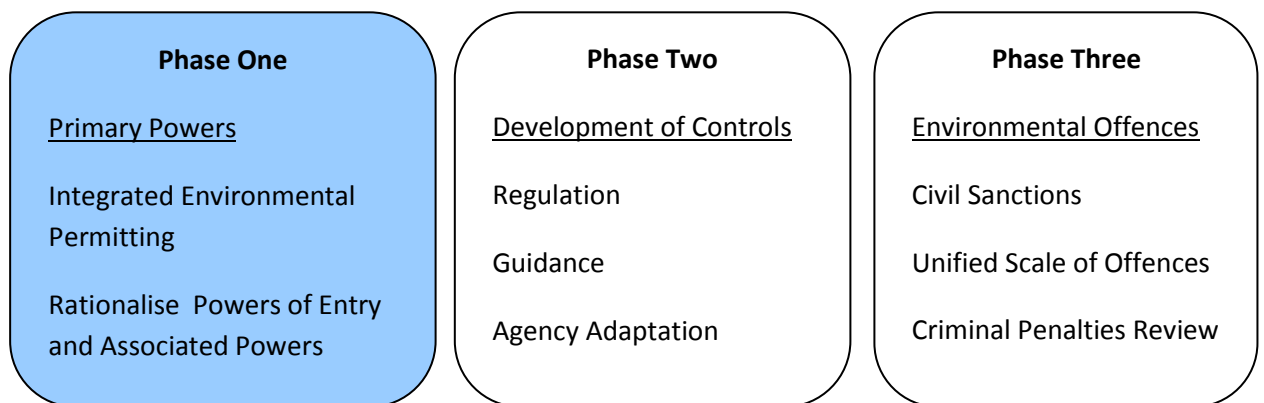 Phase One
Primary Powers
Integrated Environmental
Permitting
Rationalise Powers of Entry
and Associated Powers
Phase Two
Development of Controls
Regulation
Guidance
Agency Adaptation
Phase Three
Environmental Offences
Civil Sanctions
Unified Scale of Offences
Criminal Penalties Review